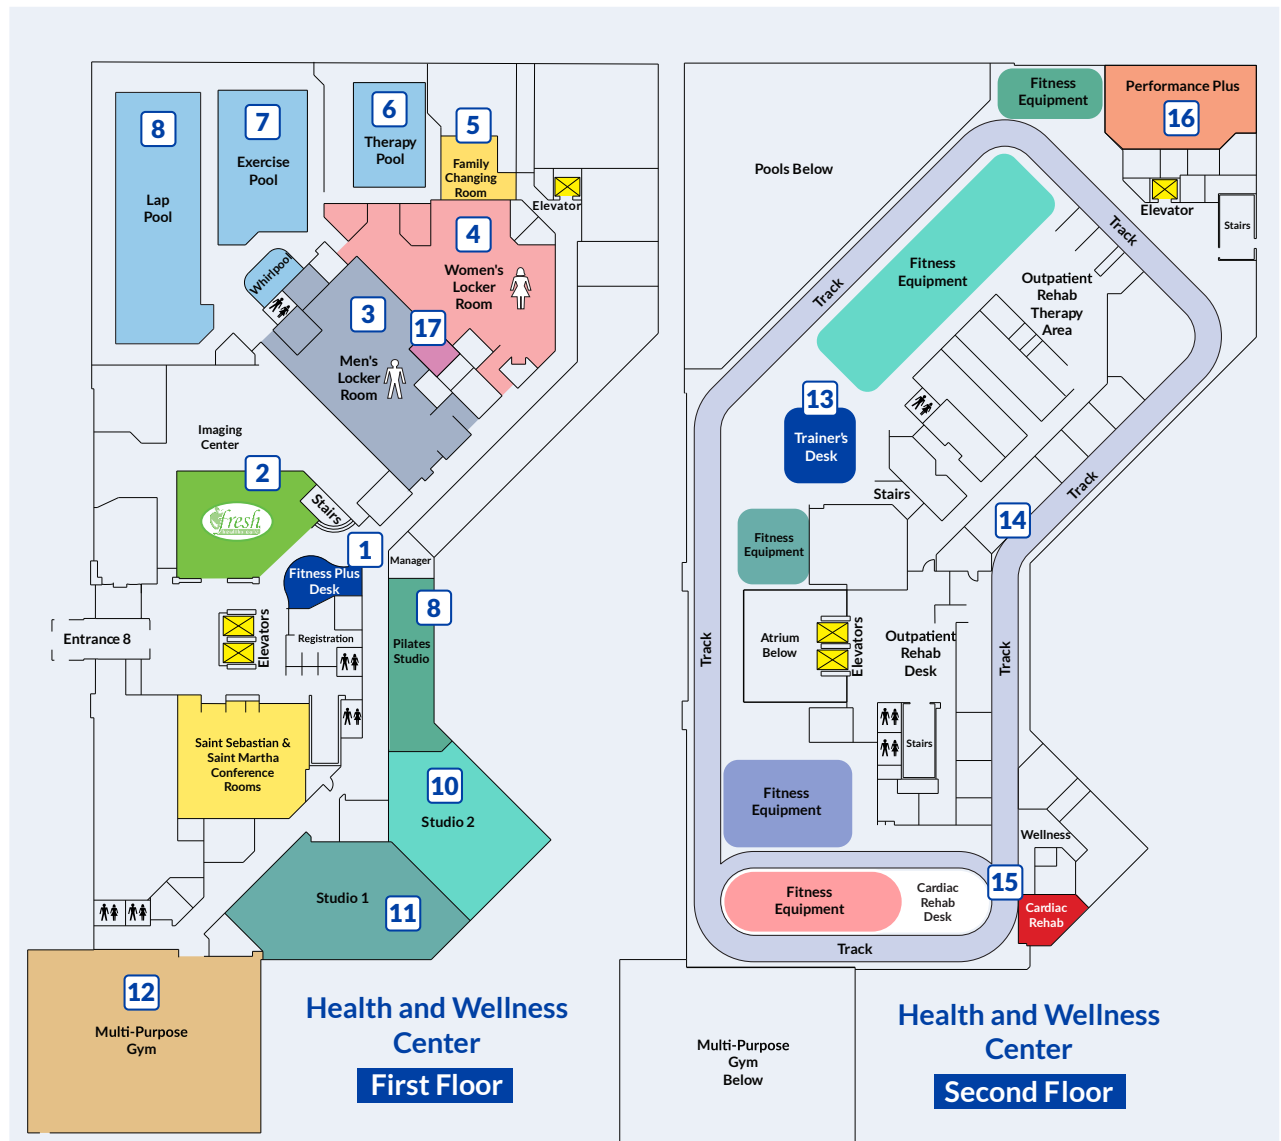 8
Lap
Pool
7
Exercise
Pool
6
Therapy
Pool
5
Family
Changing
Room
Elevator
4
Women's
Locker
Room
Whirlpool
3
Men's
Locker
Room
17
Imaging
Center
2
fresh
Stairs
1
Fitness Plus
Desk
Manager
Entrance 8
Elevators
Registration
8
Pilates
Studio
Saint Sebastian &
Saint Martha
Conference
Rooms
10
Studio 2
Studio 1
11
12
Multi-Purpose
Gym
Health and Wellness
Center
First Floor
Pools Below
Fitness
Equipment
Performance Plus
16
Elevator
Stairs
Track
Track
Fitness
Equipment
Outpatient
Rehab
Therapy
Area
13
Trainer's
Desk
Stairs
Track
14
Fitness
Equipment
Atrium
Below
Elevators
Outpatient
Rehab
Desk
Track
Track
Stairs
Fitness
Equipment
Wellness
15
Fitness
Equipment
Cardiac
Rehab
Desk
Cardiac
Rehab
Track
Multi-Purpose
Gym
Below
Health and Wellness
Center
Second Floor